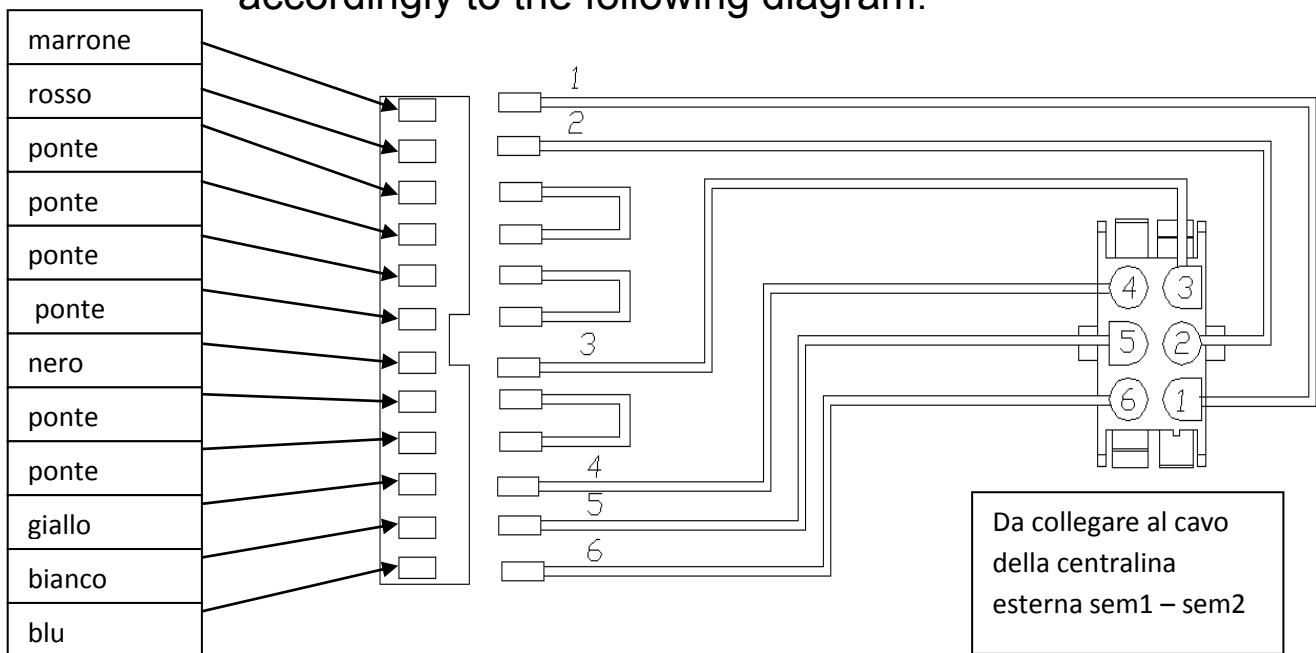 accordingly to the following diagram:
marrone
rosso
ponte
ponte
ponte
ponte
nero
ponte
ponte
giallo
bianco
blu
1
2
3
4
5
6
4 3
5 2
6 1
Da collegare al cavo
della centralina
esterna sem1 – sem2